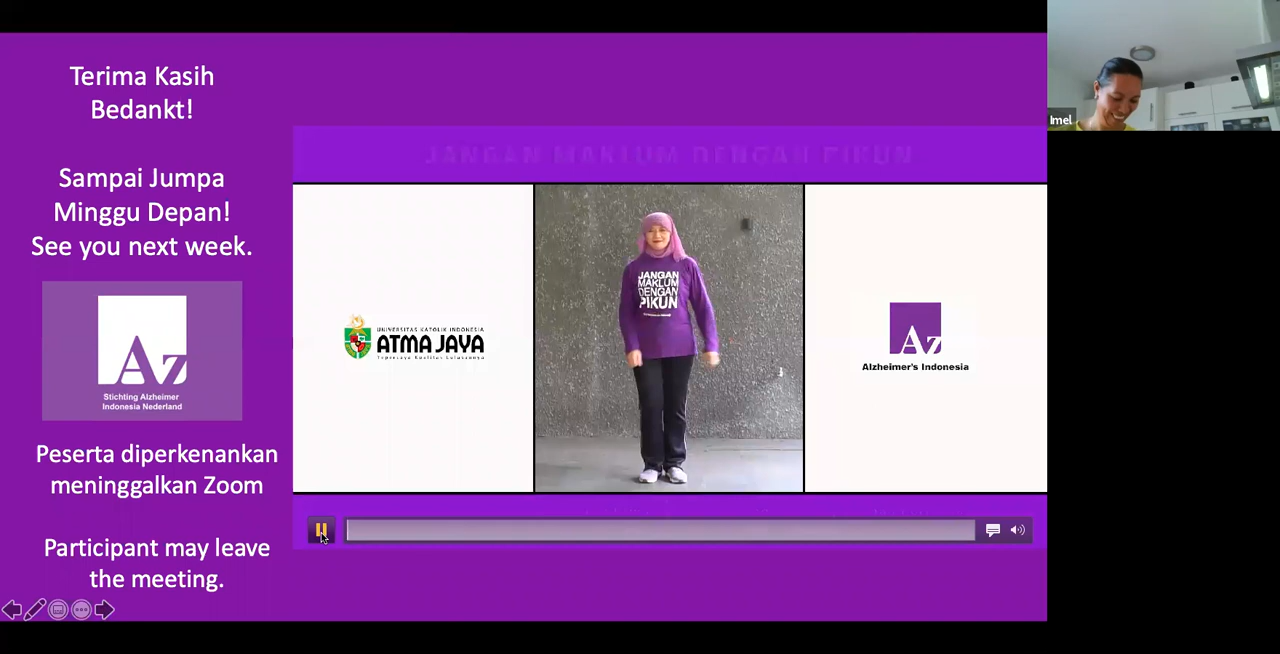 Terima Kasih
Bedankt!
Sampai Jumpa
Minggu Depan!
See you next week.
Az
Stichting Alzheimer
Indonesia Nederland
Peserta diperkenankan
meninggalkan Zoom
Participant may leave
the meeting.
JANGAN MAKLUM DENGAN PIKUN
UNIVERSITAS KATOLIK INDONESIA
ATMA JAYA
JANGAN
MAKLUM
DENGAN
PIKUN
Az
Alzheimer's Indonesia
Imel